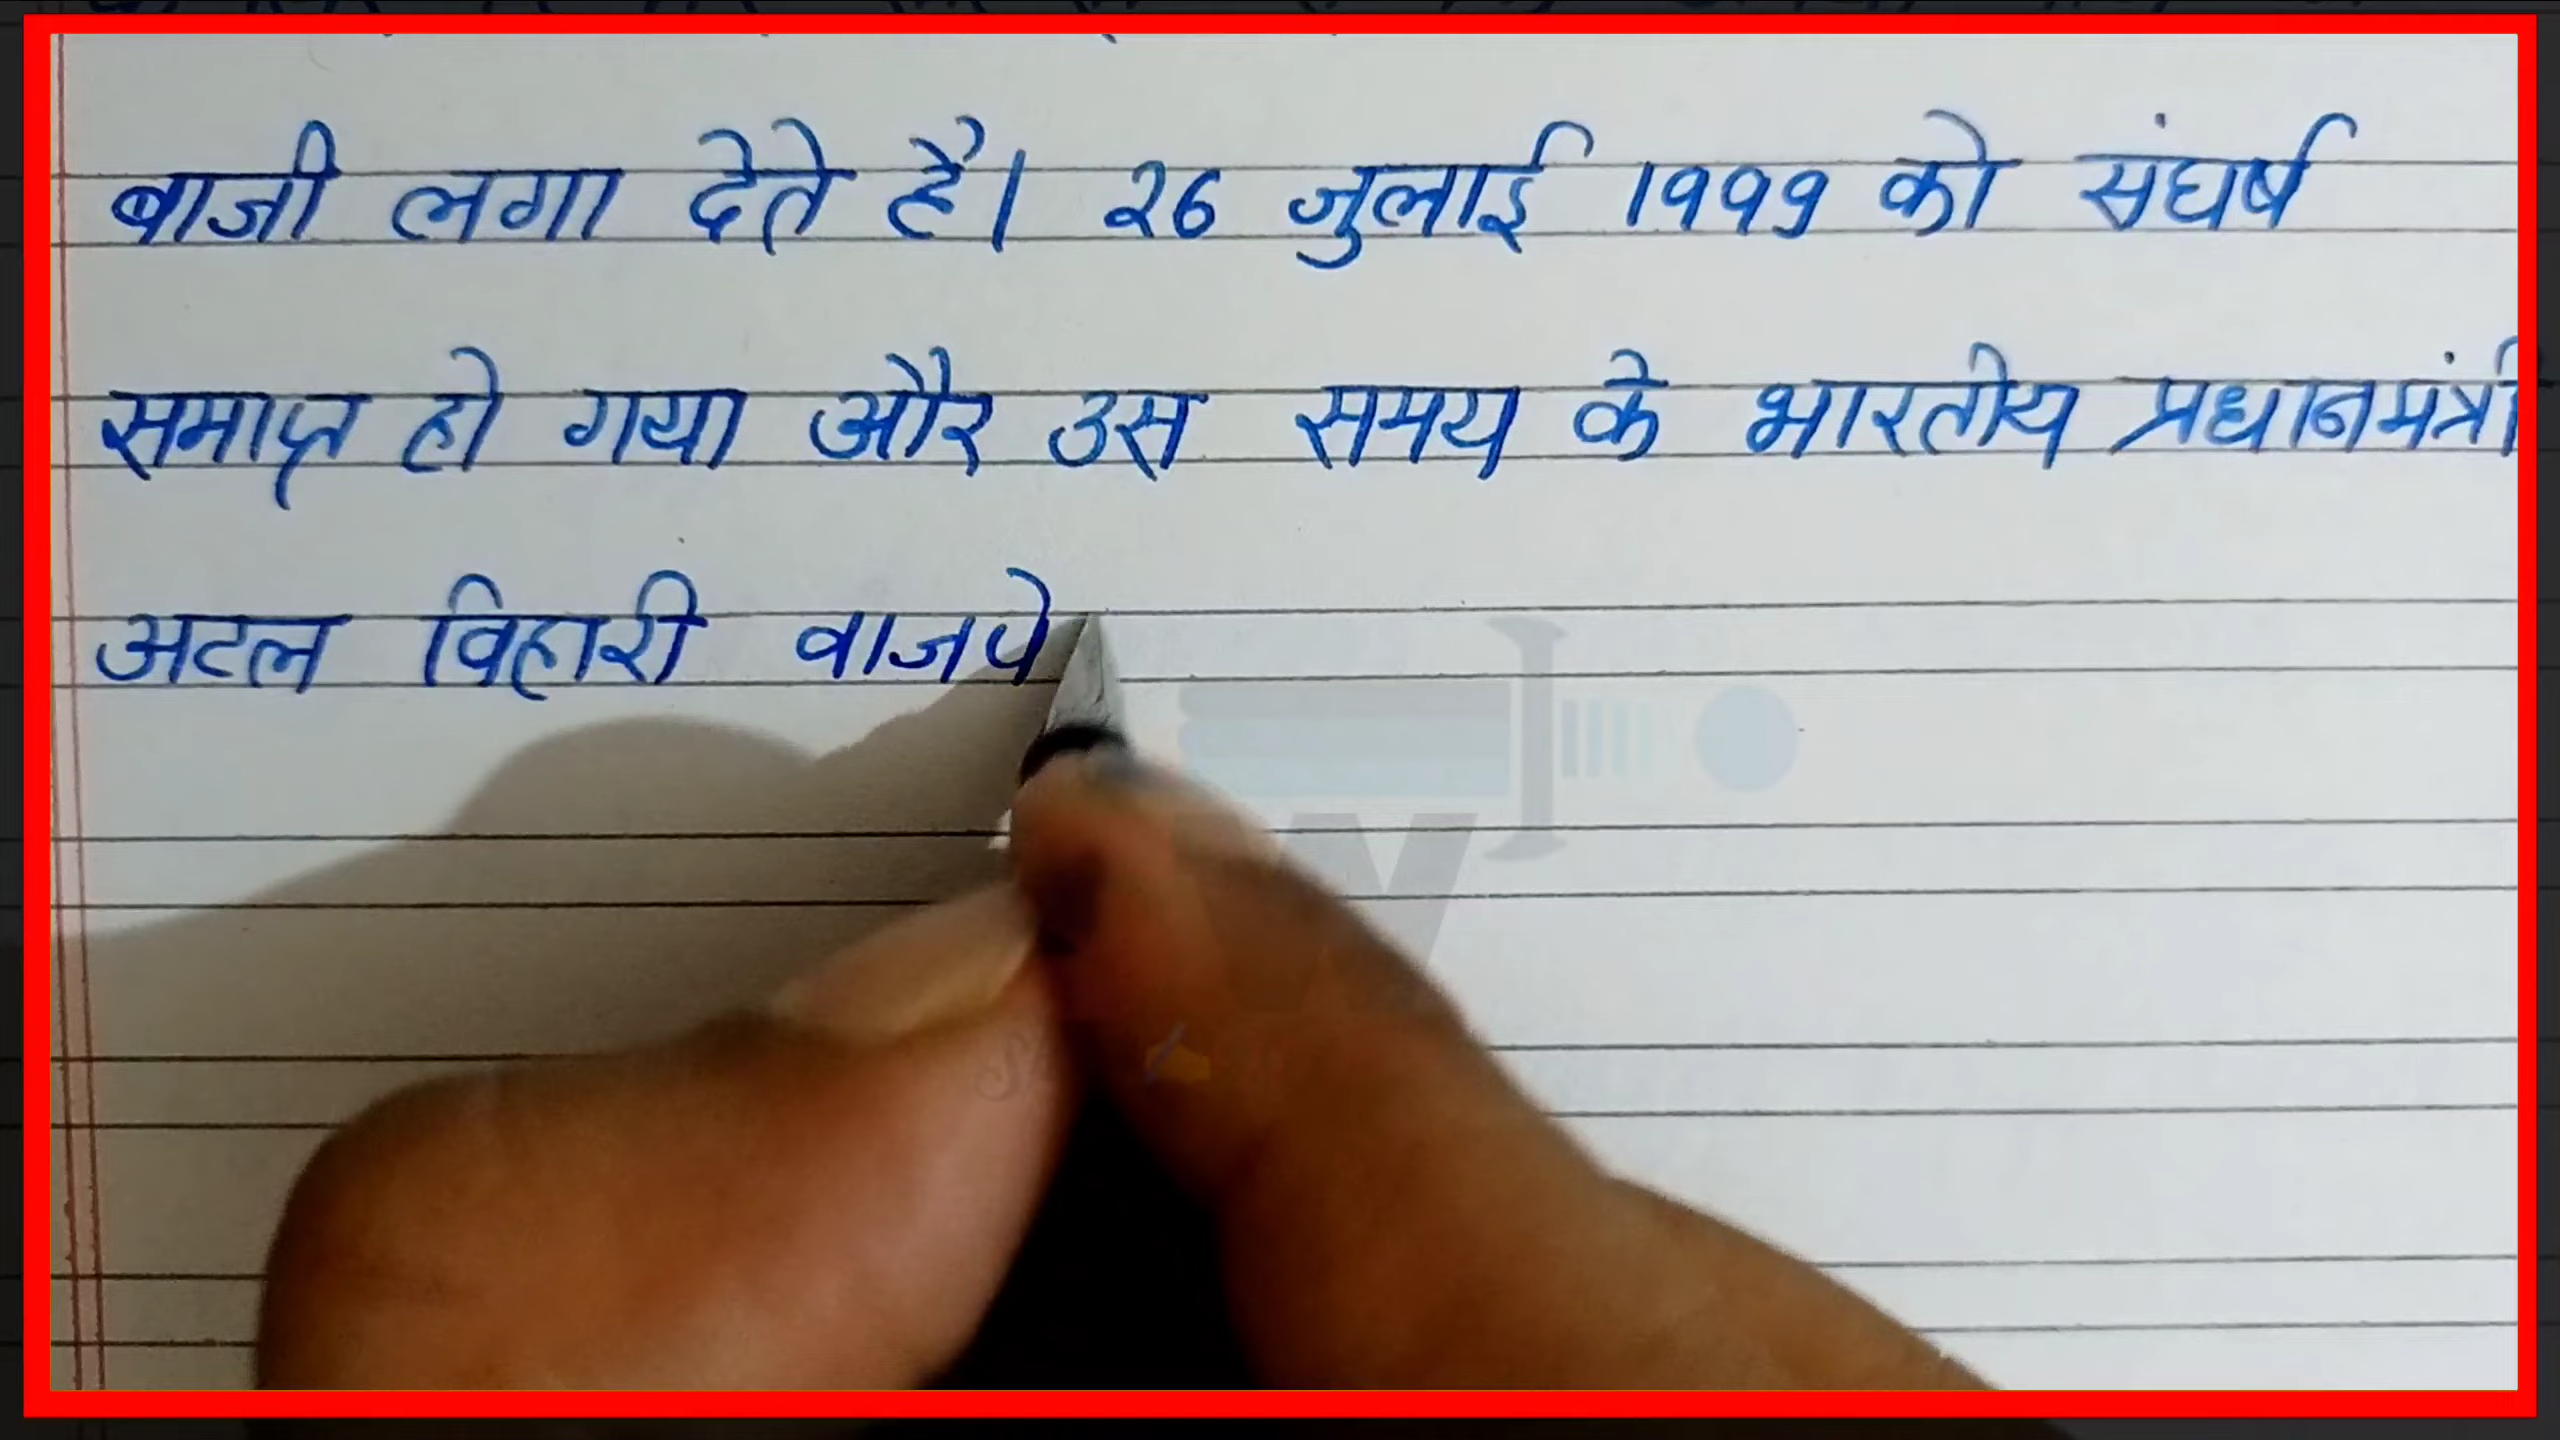 बाजी लगा देते है। 26 जुलाई 1999 को संघर्ष
समाप्त हो गया और उस समय के भारतीय प्रधानमंत्री
अटल विहारी वाजपे